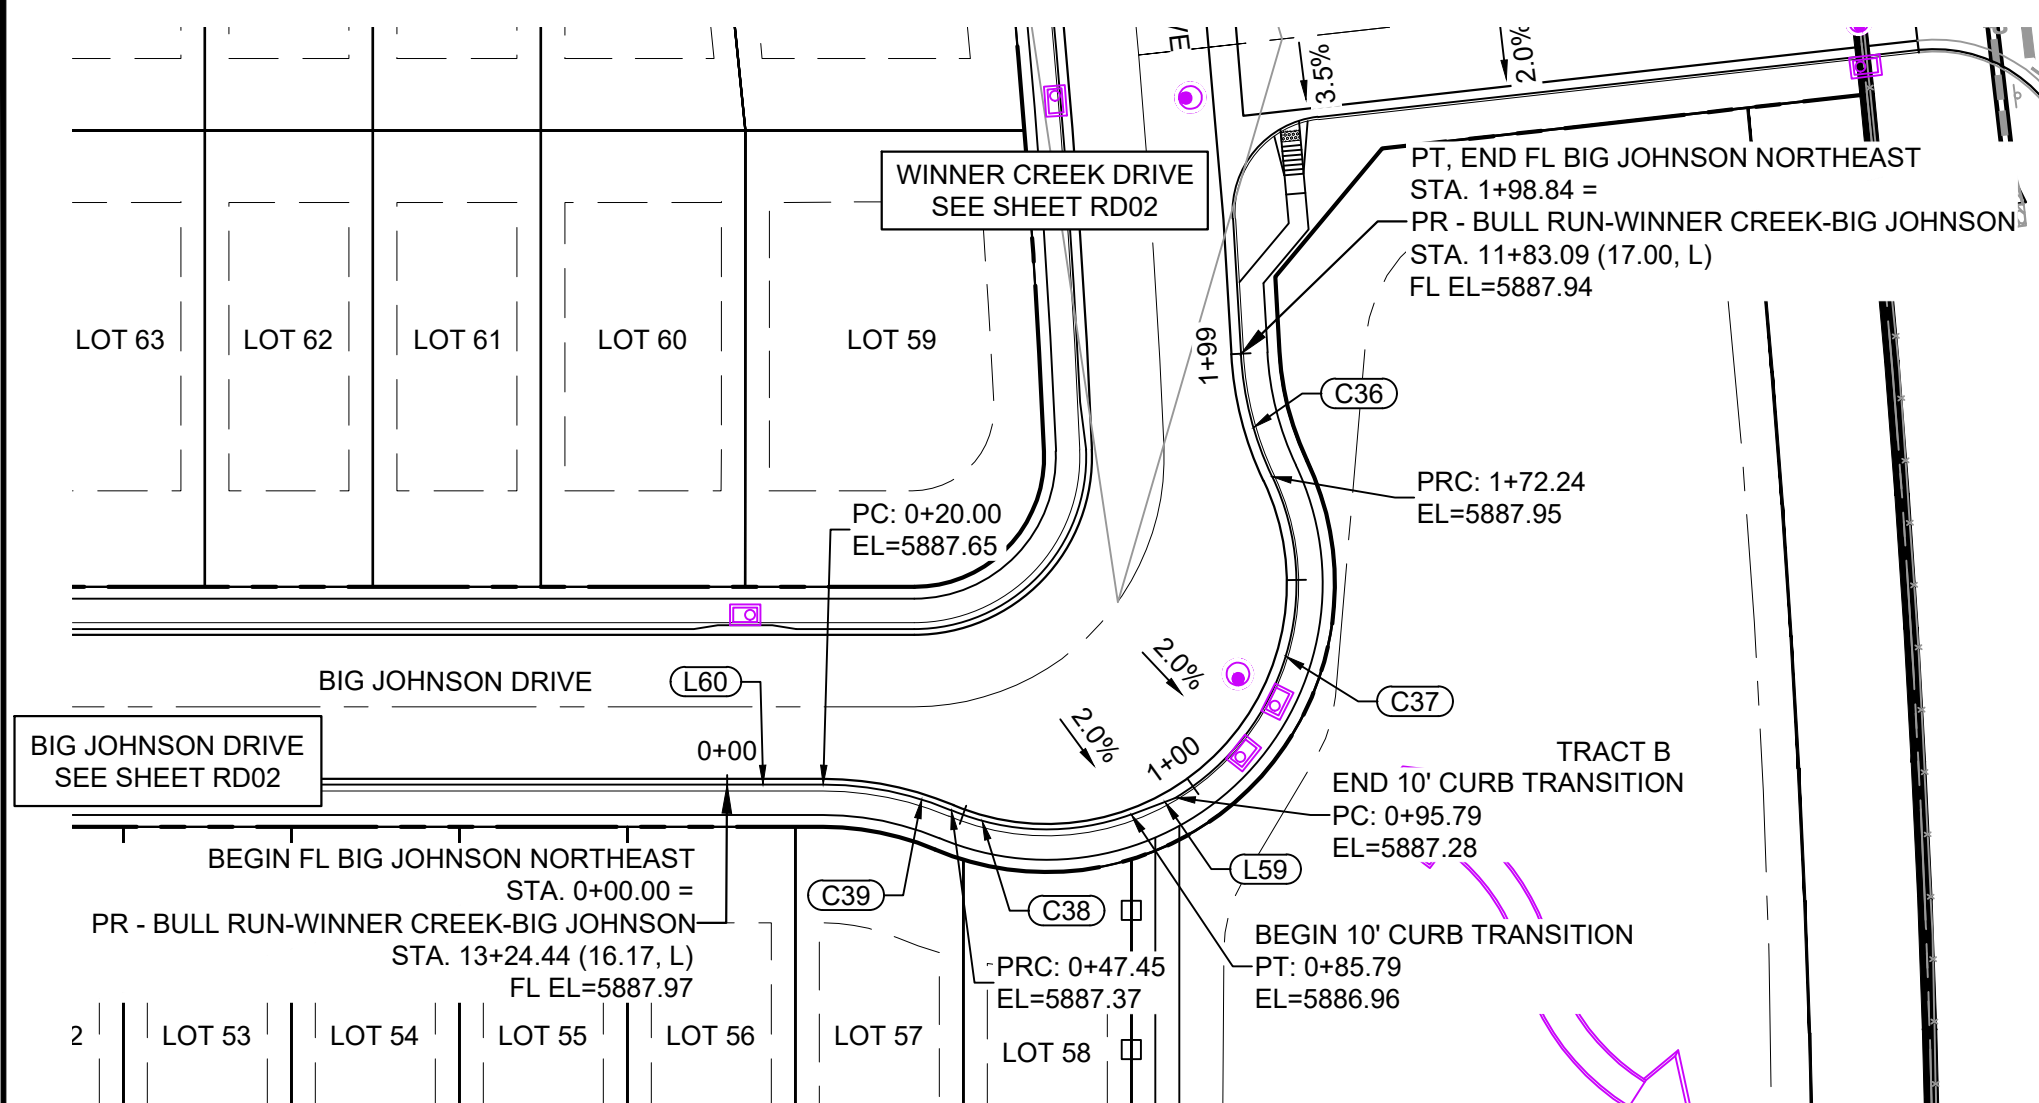 VE
3.5%
2.0%
WINNER CREEK DRIVE
SEE SHEET RD02
PT, END FL BIG JOHNSON NORTHEAST
STA. 1+98.84 =
PR - BULL RUN-WINNER CREEK-BIG JOHNSON
STA. 11+83.09 (17.00, L)
FL EL=5887.94
LOT 63
LOT 62
LOT 61
LOT 60
LOT 59
1+99
C36
PRC: 1+72.24
EL=5887.95
PC: 0+20.00
EL=5887.65
BIG JOHNSON DRIVE
L60
2.0%
2.0%
C37
BIG JOHNSON DRIVE
SEE SHEET RD02
0+00
1+00
TRACT B
END 10' CURB TRANSITION
PC: 0+95.79
EL=5887.28
BEGIN FL BIG JOHNSON NORTHEAST
STA. 0+00.00 =
PR - BULL RUN-WINNER CREEK-BIG JOHNSON
STA. 13+24.44 (16.17, L)
FL EL=5887.97
C39
C38
L59
PRC: 0+47.45
EL=5887.37
BEGIN 10' CURB TRANSITION
PT: 0+85.79
EL=5886.96
2
LOT 53
LOT 54
LOT 55
LOT 56
LOT 57
LOT 58